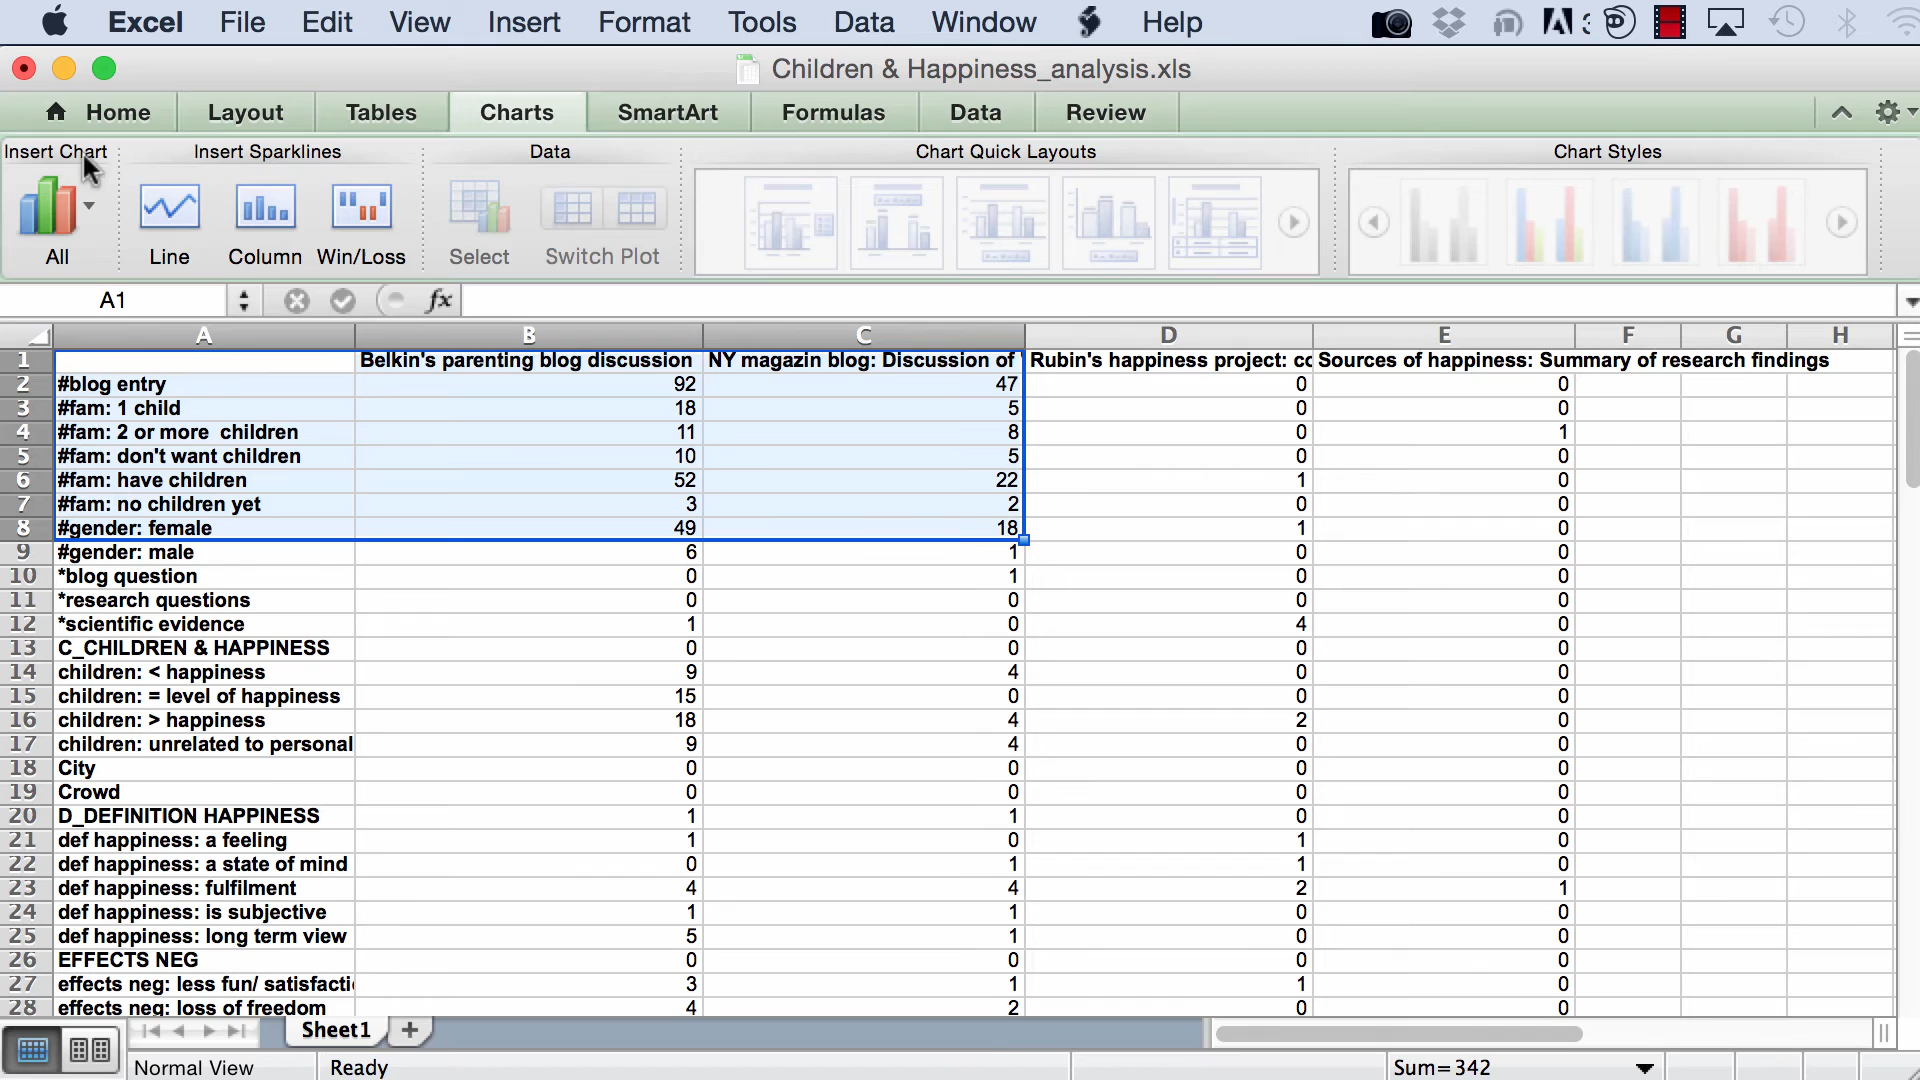 Excel File Edit View Insert Format Tools Data Window Help
Children & Happiness_analysis.xls
Home Layout Tables Charts SmartArt Formulas Data Review
Insert Chart Insert Sparklines Data Chart Quick Layouts Chart Styles
All Line Column Win/Loss Select Switch Plot
A1 fx
A B C D E F G H
1 Belkin's parenting blog discussion NY magazin blog: Discussion of Rubin's happiness project: cc Sources of happiness: Summary of research findings
2 #blog entry 92 47 0 0
3 #fam: 1 child 18 5 0 0
4 #fam: 2 or more  children 11 8 0 1
5 #fam: don't want children 10 5 0 0
6 #fam: have children 52 22 1 0
7 #fam: no children yet 3 2 0 0
8 #gender: female 49 18 1 0
9 #gender: male 6 1 0 0
10 *blog question 0 1 0 0
11 *research questions 0 0 0 0
12 *scientific evidence 1 0 4 0
13 C_CHILDREN & HAPPINESS 0 0 0 0
14 children: < happiness 9 4 0 0
15 children: = level of happiness 15 0 0 0
16 children: > happiness 18 4 2 0
17 children: unrelated to personal 9 4 0 0
18 City 0 0 0 0
19 Crowd 0 0 0 0
20 D_DEFINITION HAPPINESS 1 1 0 0
21 def happiness: a feeling 1 0 1 0
22 def happiness: a state of mind 0 1 1 0
23 def happiness: fulfilment 4 4 2 1
24 def happiness: is subjective 1 1 0 0
25 def happiness: long term view 5 1 0 0
26 EFFECTS NEG 0 0 0 0
27 effects neg: less fun/ satisfacti 3 1 1 0
28 effects neg: loss of freedom 4 2 0 0
Sheet1
Normal View Ready Sum=342